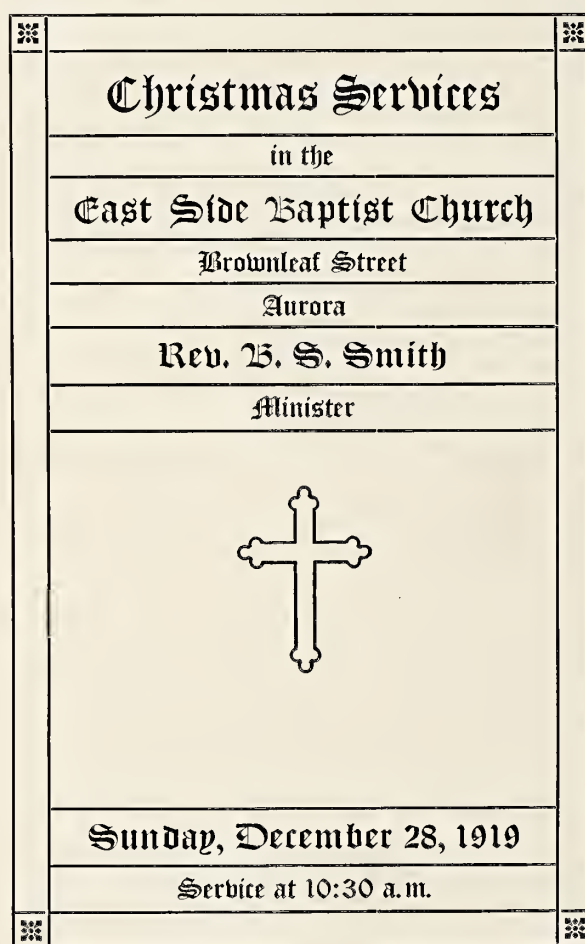 Christmas Services
in the
East Side Baptist Church
Brownleaf Street
Aurora
Rev. B. S. Smith
Minister
Sunday, December 28, 1919
Service at 10:30 a.m.